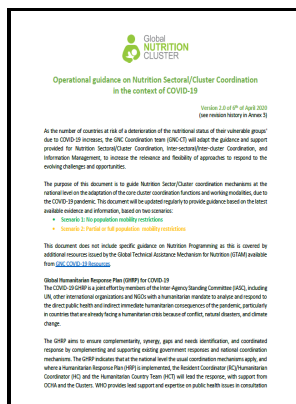 Global
NUTRITION
CLUSTER
Operational guidance on Nutrition Sectoral/Cluster Coordination
in the context of COVID-19
Version 2.0 of 6th of April 2020
(see revision history in Annex 3)
As the number of countries at risk of a deterioration of the nutritional status of their vulnerable groups'
due to COVID-19 increases, the GNC Coordination team (GNC-CT) will adapt the guidance and support
provided for Nutrition Sector/Cluster Coordination, Inter-sectoral/Inter-cluster Coordination, and
Information Management, to increase the relevance and flexibility of approaches to respond to the
evolving challenges and opportunities.
The purpose of this document is to guide Nutrition Sector/Cluster coordination mechanisms at the
national level on the adaptation of the core cluster coordination functions and working modalities, due to
the COVID-19 pandemic. This document will be updated regularly to provide guidance based on the latest
available evidence and information, based on two scenarios:
• Scenario 1: No population mobility restrictions
• Scenario 2: Partial or full population mobility restrictions
This document does not include specific guidance on Nutrition Programming as this is covered by
additional resources issued by the Global Technical Assistance Mechanism for Nutrition (GTAM) available
from GNC COVID-19 Resources.
Global Humanitarian Response Plan (GHRP) for COVID-19
The COVID-19 GHRP is a joint effort by members of the Inter-Agency Standing Committee (IASC), including
UN, other international organizations and NGOs with a humanitarian mandate to analyse and respond to
the direct public health and indirect immediate humanitarian consequences of the pandemic, particularly
in countries that are already facing a humanitarian crisis because of conflict, natural disasters, and climate
change.
The GHRP aims to ensure complementarity, synergy, gaps and needs identification, and coordinated
response by complementing and supporting existing government responses and national coordination
mechanisms. The GHRP indicates that at the national level the usual coordination mechanisms apply, and
where a Humanitarian Response Plan (HRP) is implemented, the Resident Coordinator (RC)/Humanitarian
Coordinator (HC) and the Humanitarian Country Team (HCT) will lead the response, with support from
OCHA and the Clusters. WHO provides lead support and expertise on public health issues in consultation